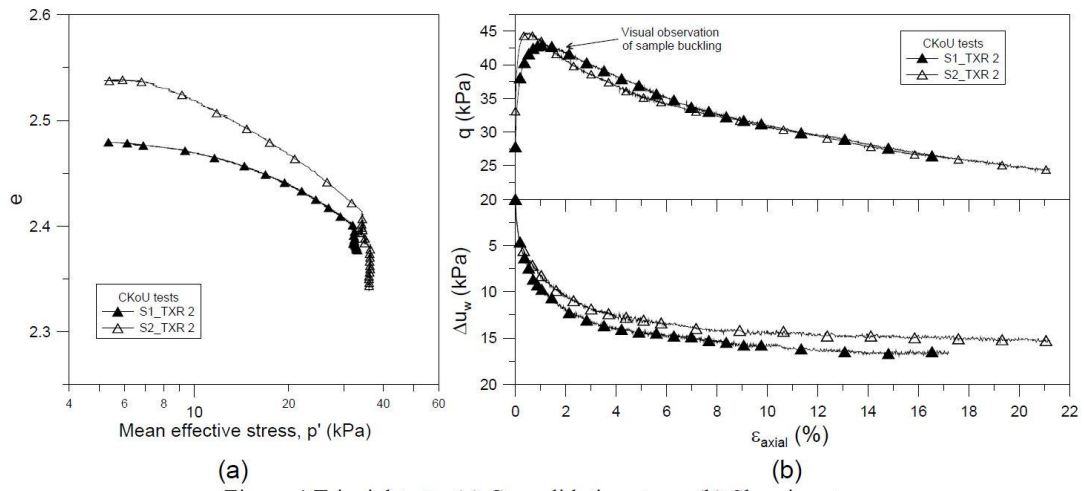 2.6
2.5
2.4
2.3
e
CKoU tests
S1_TXR 2
S2_TXR 2
4 6 8 10 20 40 60
Mean effective stress, p' (kPa)
(a)
45
40
35
30
25
20
q (kPa)
Visual observation
of sample buckling
CKoU tests
S1_TXR 2
S2_TXR 2
5
10
15
20
Δu_w (kPa)
0 2 4 6 8 10 12 14 16 18 20 22
ε_axial (%)
(b)